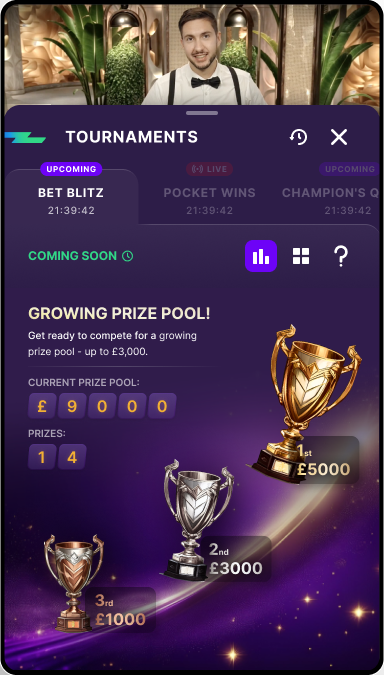 TOURNAMENTS
UPCOMING
LIVE
UPCOMING
BET BLITZ
POCKET WINS
CHAMPION'S Q
21:39:42
21:39:42
21:39:42
COMING SOON
?
GROWING PRIZE POOL!
Get ready to compete for a growing
prize pool - up to £3,000.
CURRENT PRIZE POOL:
£ 9 0 0 0
PRIZES:
1 4
1st
£5000
2nd
£3000
3rd
£1000